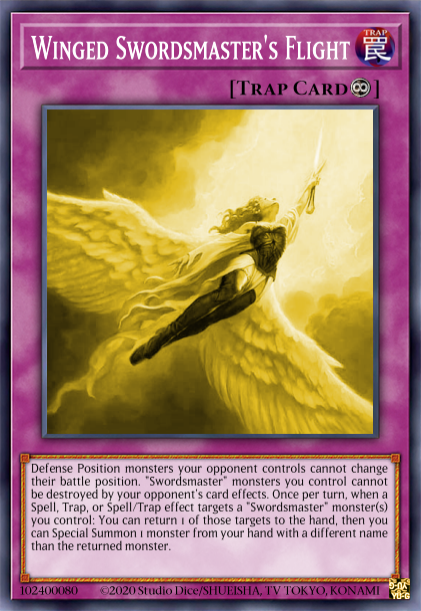 Winged Swordsmaster's Flight
TRAP
罠
[Trap Card]
Defense Position monsters your opponent controls cannot change
their battle position. "Swordsmaster" monsters you control cannot
be destroyed by your opponent's card effects. Once per turn, when a
Spell, Trap, or Spell/Trap effect targets a "Swordsmaster" monster(s)
you control: You can return 1 of those targets to the hand, then you
can Special Summon 1 monster from your hand with a different name
than the returned monster.
102400080 ©2020 Studio Dice/SHUEISHA, TV TOKYO, KONAMI